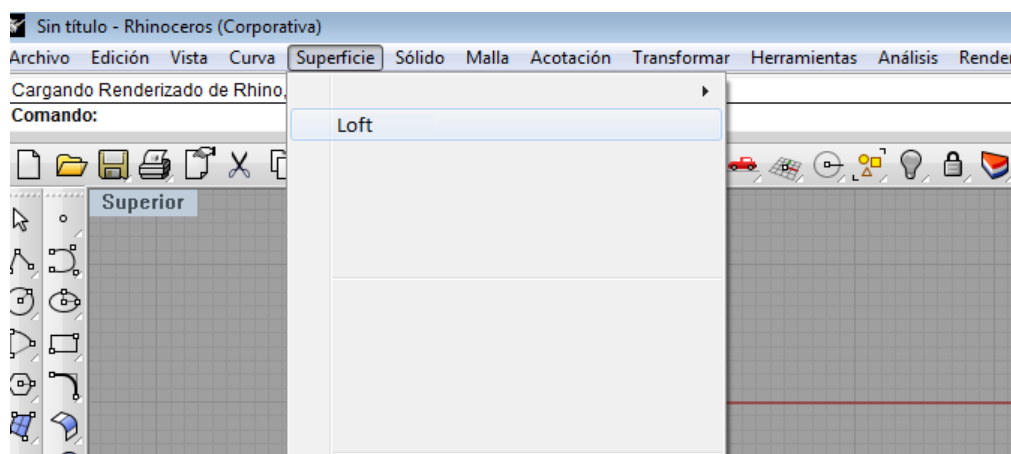 Sin título - Rhinoceros (Corporativa)
Archivo Edición Vista Curva Superficie Sólido Malla Acotación Transformar Herramientas Análisis Render
Cargando Renderizado de Rhino,
Comando:
Loft
Superior